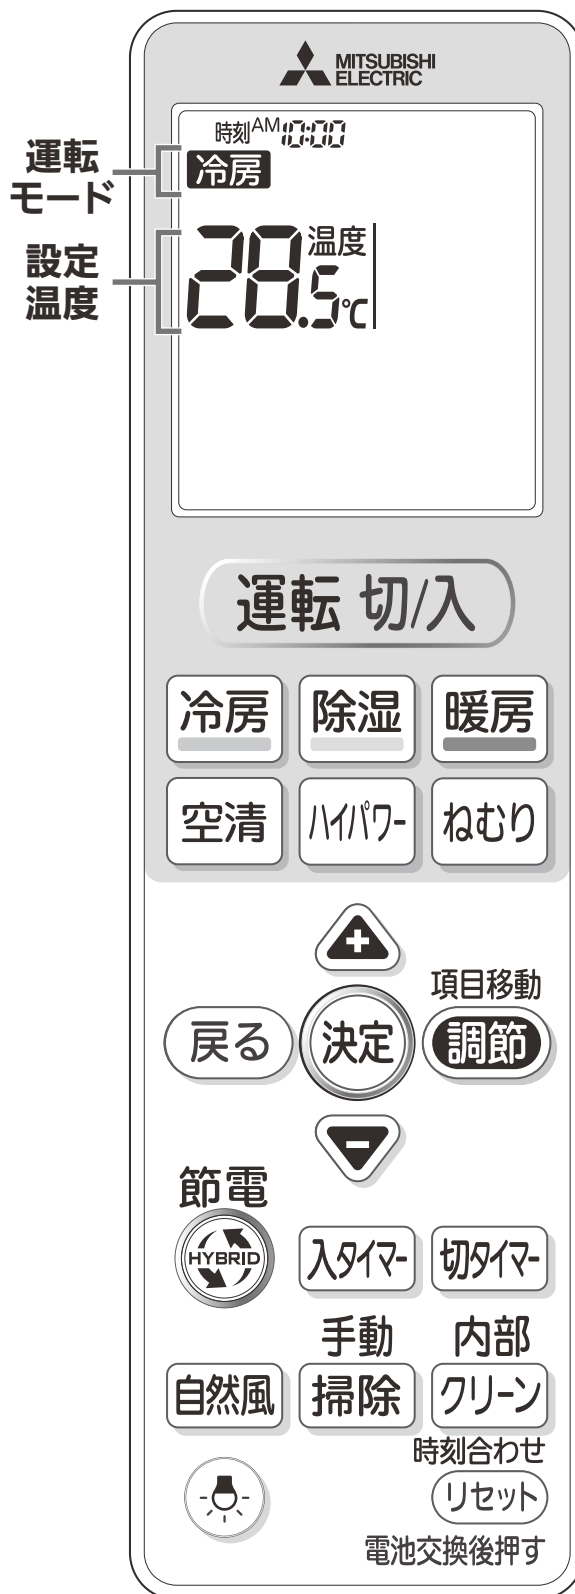 MITSUBISHI
ELECTRIC
時刻AM10:00
運転
モード
冷房
設定
温度
28.5℃ 温度
運転 切/入
冷房 除湿 暖房
空清 ハイパワー ねむり
+
項目移動
戻る 決定 調節
-
節電
HYBRID 入タイマー 切タイマー
手動 内部
自然風 掃除 クリーン
時刻合わせ
リセット
電池交換後押す